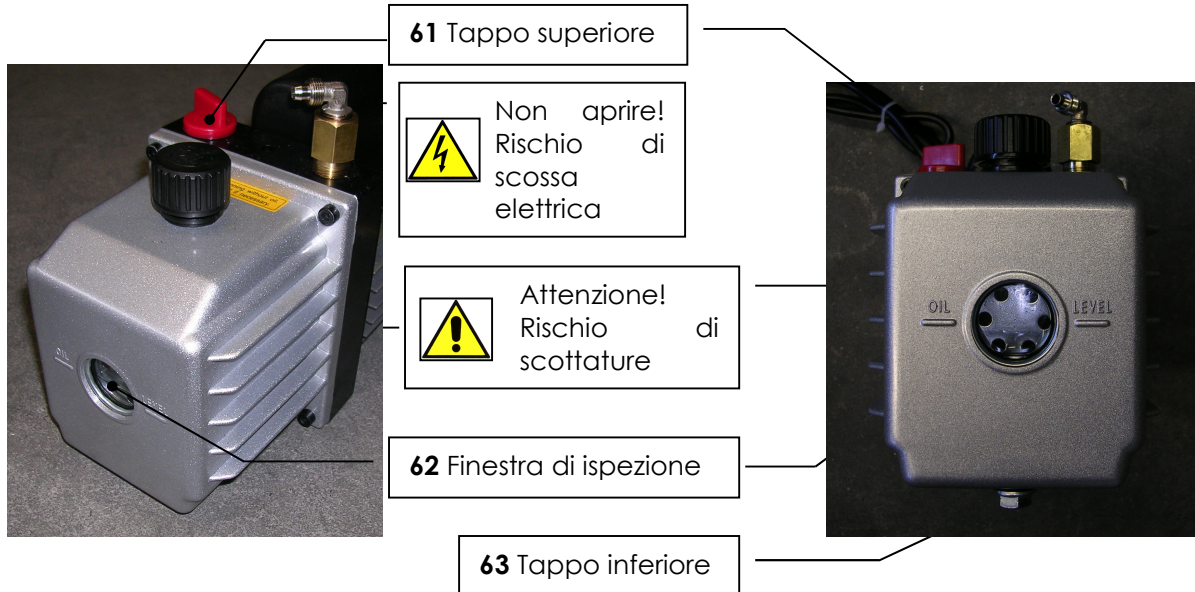 61 Tappo superiore
Non aprire!
Rischio di
scossa
elettrica
Attenzione!
Rischio di
scottature
62 Finestra di ispezione
63 Tappo inferiore
OIL
LEVEL
OIL LEVEL